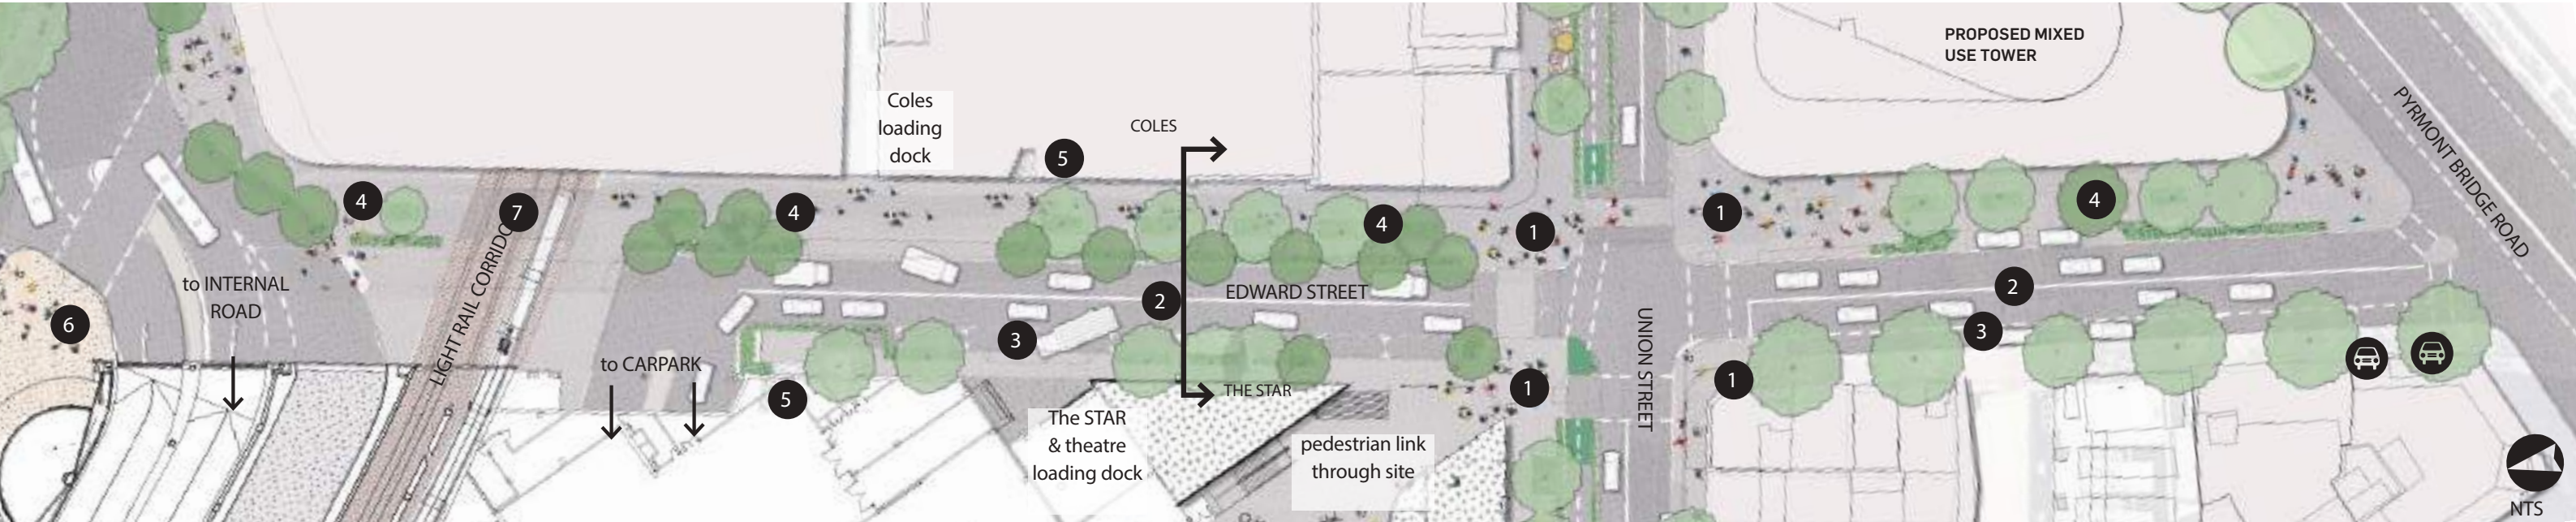 PROPOSED MIXED
USE TOWER
PYRMONT BRIDGE ROAD
Coles
loading
dock
COLES
5
4
7
4
4
1
1
4
6
to INTERNAL
ROAD
LIGHT RAIL CORRIDO
2
EDWARD STREET
2
3
3
UNION STREET
to CARPARK
5
THE STAR
1
1
The STAR
& theatre
loading dock
pedestrian link
through site
NTS